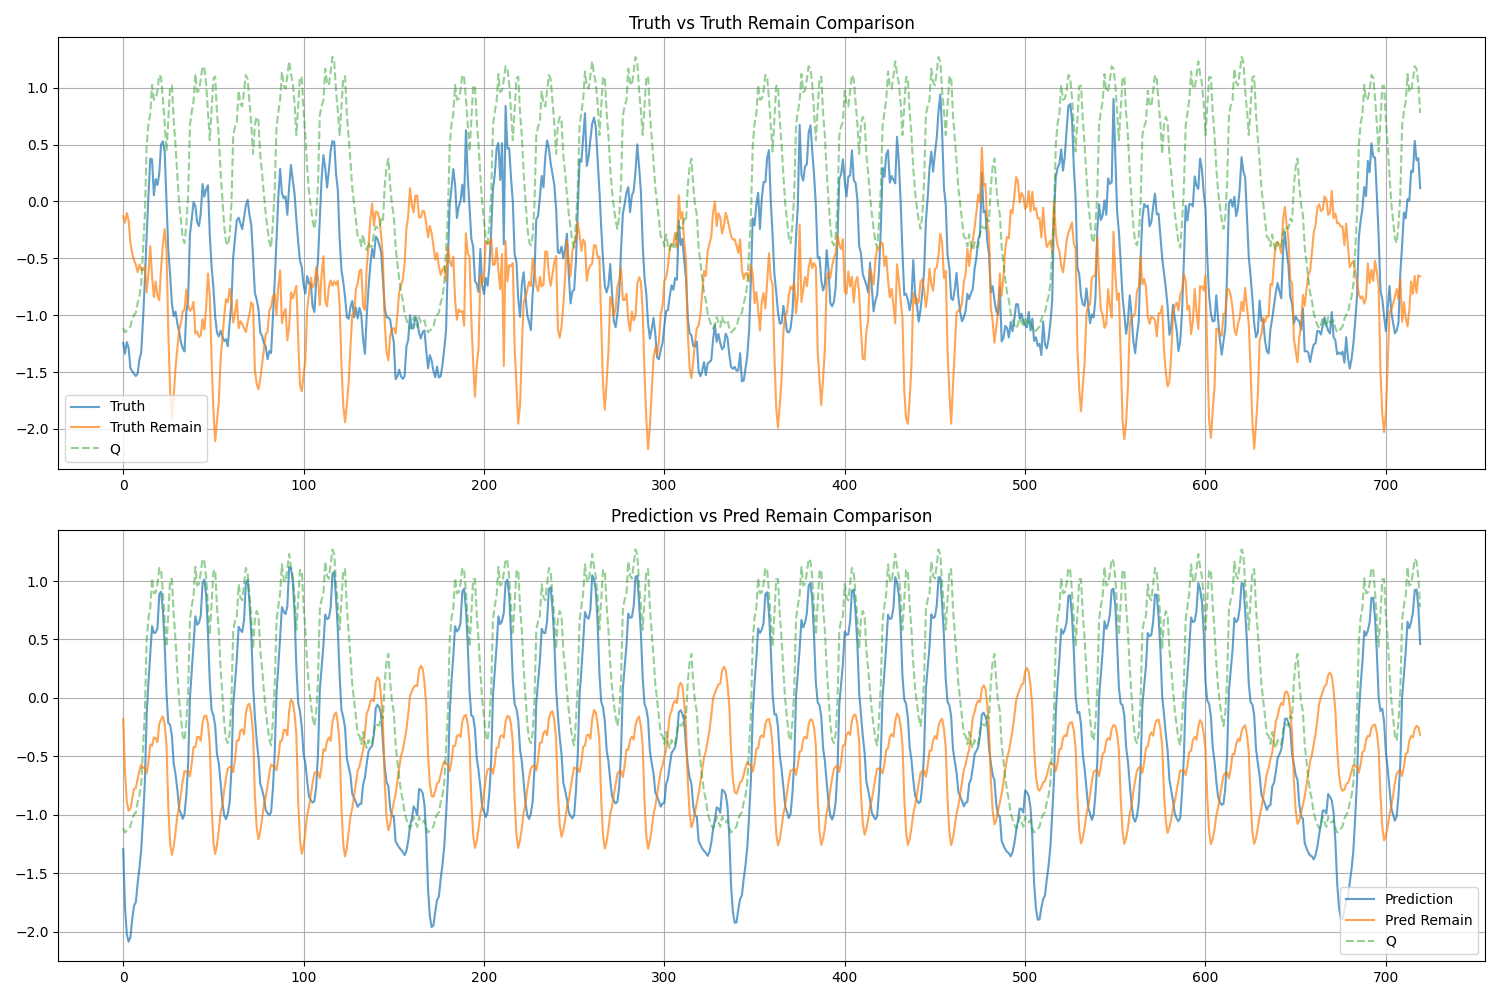 Truth vs Truth Remain Comparison
1.0
0.5
0.0
−0.5
−1.0
−1.5
−2.0
Truth
Truth Remain
Q
0 100 200 300 400 500 600 700
Prediction vs Pred Remain Comparison
1.0
0.5
0.0
−0.5
−1.0
−1.5
−2.0
Prediction
Pred Remain
Q
0 100 200 300 400 500 600 700